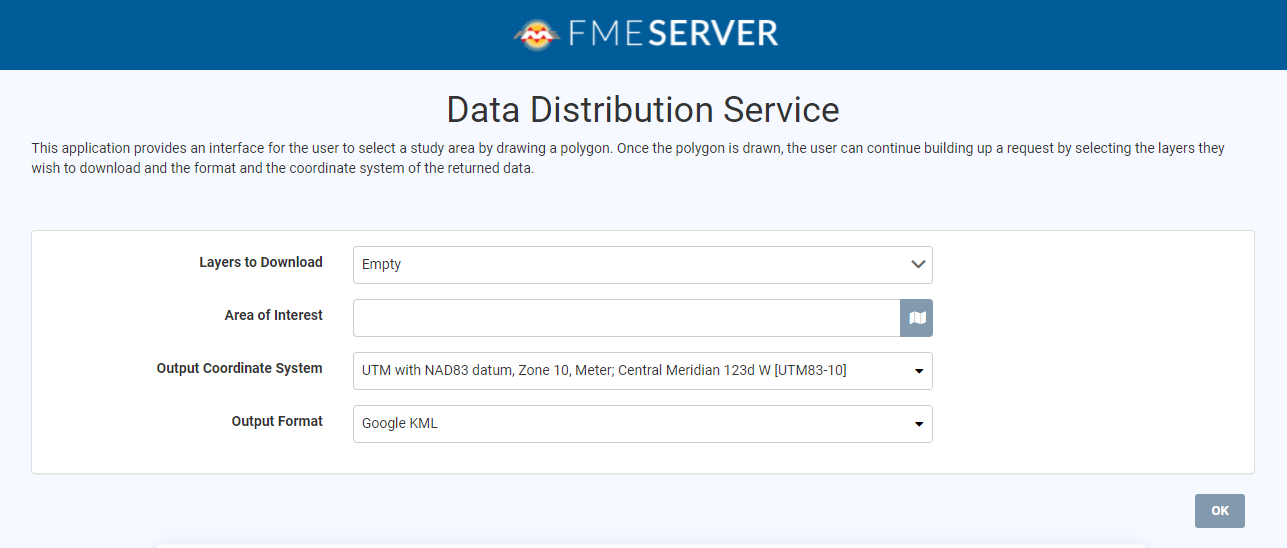 FMESERVER
Data Distribution Service
This application provides an interface for the user to select a study area by drawing a polygon. Once the polygon is drawn, the user can continue building up a request by selecting the layers they
wish to download and the format and the coordinate system of the returned data.
Layers to Download
Empty
Area of Interest
Output Coordinate System
UTM with NAD83 datum, Zone 10, Meter; Central Meridian 123d W [UTM83-10]
Output Format
Google KML
OK